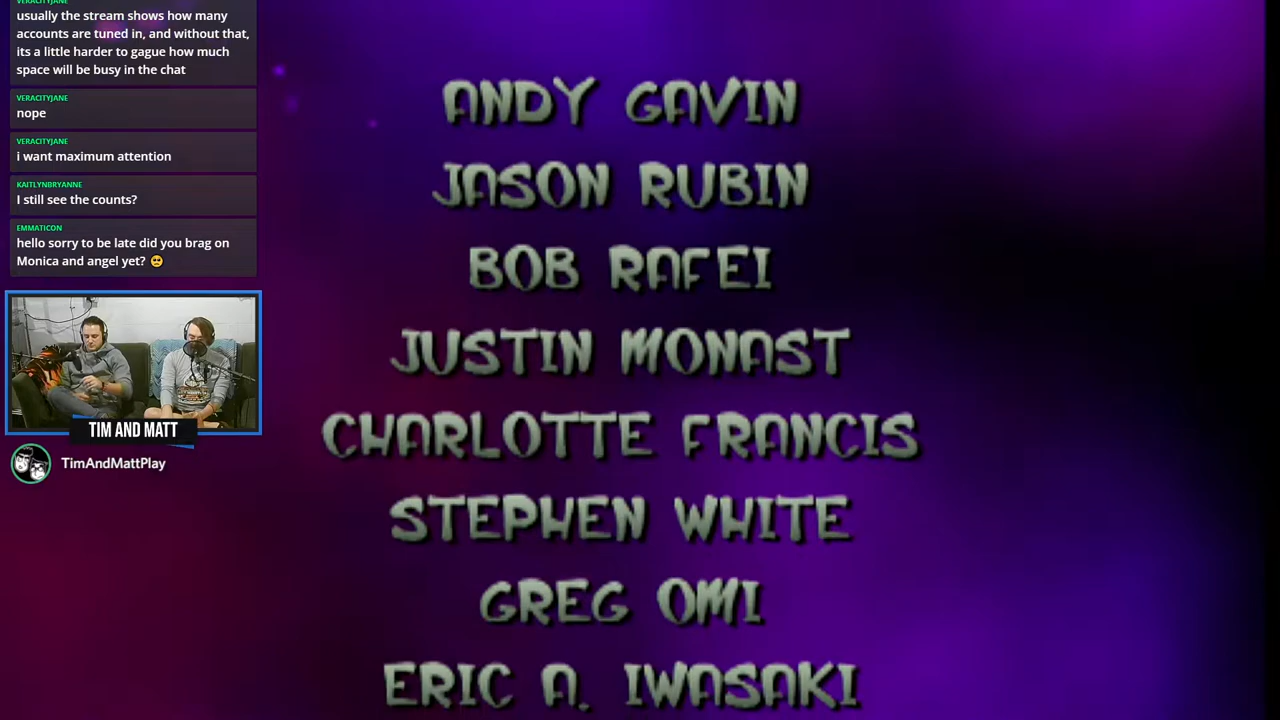 VERACITYJANE
usually the stream shows how many
accounts are tuned in, and without that,
its a little harder to gague how much
space will be busy in the chat
VERACITYJANE
nope
VERACITYJANE
i want maximum attention
KAITLYNBRYANNE
I still see the counts?
EMMATICON
hello sorry to be late did you brag on
Monica and angel yet? 🥺
TIM AND MATT
TimAndMattPlay
ANDY GAVIN
JASON RUBIN
BOB RAFEI
JUSTIN MONAST
CHARLOTTE FRANCIS
STEPHEN WHITE
GREG OMI
ERIC A. IWASAKI